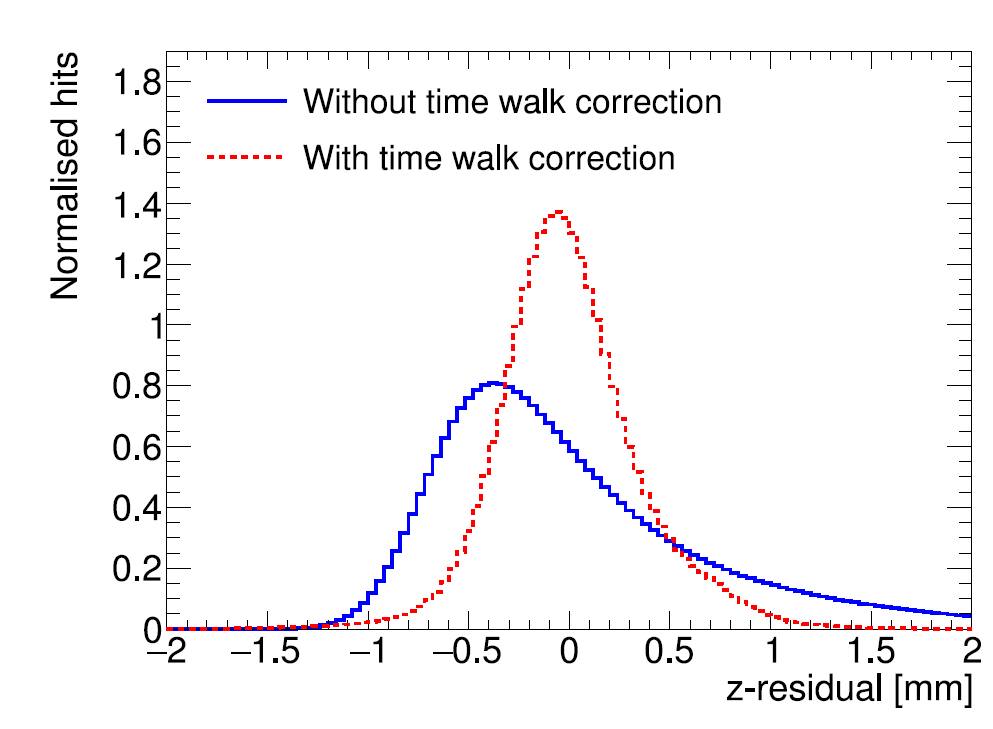 Normalised hits
1.8
1.6
1.4
1.2
1
0.8
0.6
0.4
0.2
0
Without time walk correction
With time walk correction
−2 −1.5 −1 −0.5 0 0.5 1 1.5 2
z-residual [mm]